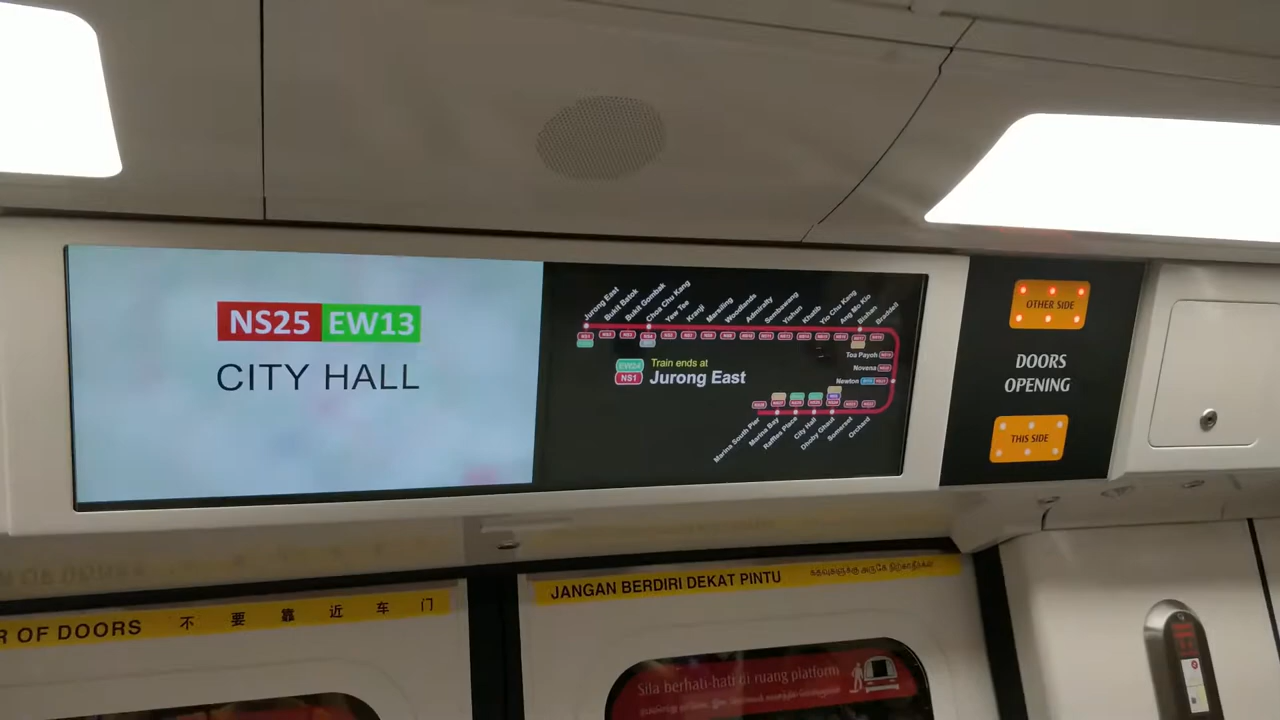 NS25 EW13
CITY HALL
Jurong East
Bukit Batok
Bukit Gombak
Choa Chu Kang
Yew Tee
Kranji
Marsiling
Woodlands
Admiralty
Sembawang
Yishun
Khatib
Yio Chu Kang
Ang Mo Kio
Bishan
Braddell
Toa Payoh
Novena
Newton
EW24 Train ends at
NS1 Jurong East
Marina South Pier
Marina Bay
Raffles Place
City Hall
Dhoby Ghaut
Somerset
Orchard
OTHER SIDE
DOORS
OPENING
THIS SIDE
R OF DOORS 不要靠近车门
JANGAN BERDIRI DEKAT PINTU
Sila berhati-hati di ruang platform